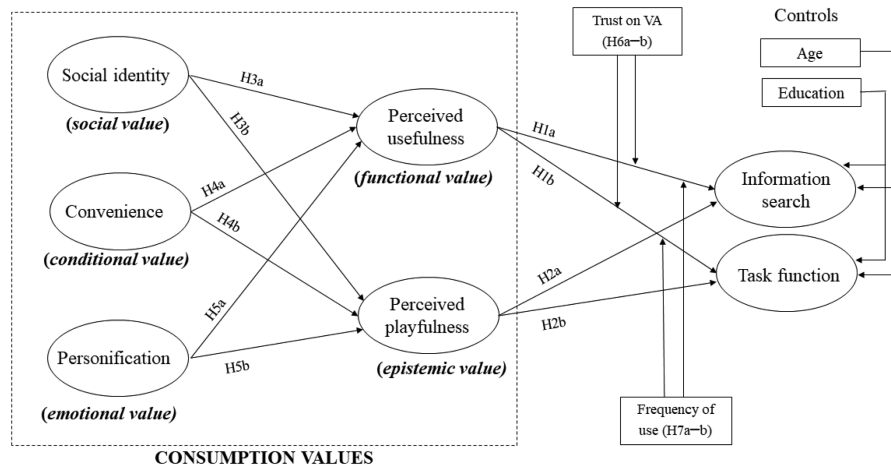 Controls
Trust on VA
(H6a–b)
Age
Education
Social identity
(social value)
H3a
H3b
Perceived
usefulness
(functional value)
H1a
H1b
H4a
Convenience
(conditional value)
H4b
Information
search
H2a
Task function
H5a
Perceived
playfulness
(epistemic value)
H2b
Personification
(emotional value)
H5b
Frequency of
use (H7a–b)
CONSUMPTION VALUES